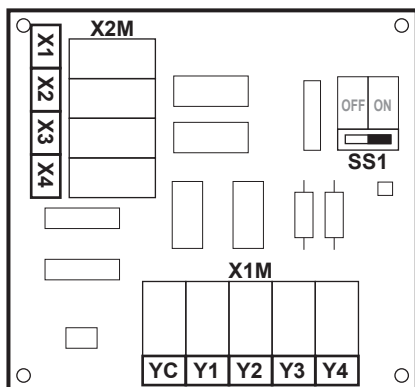 X2M
X1
X2
X3
X4
OFF ON
SS1
X1M
YC Y1 Y2 Y3 Y4